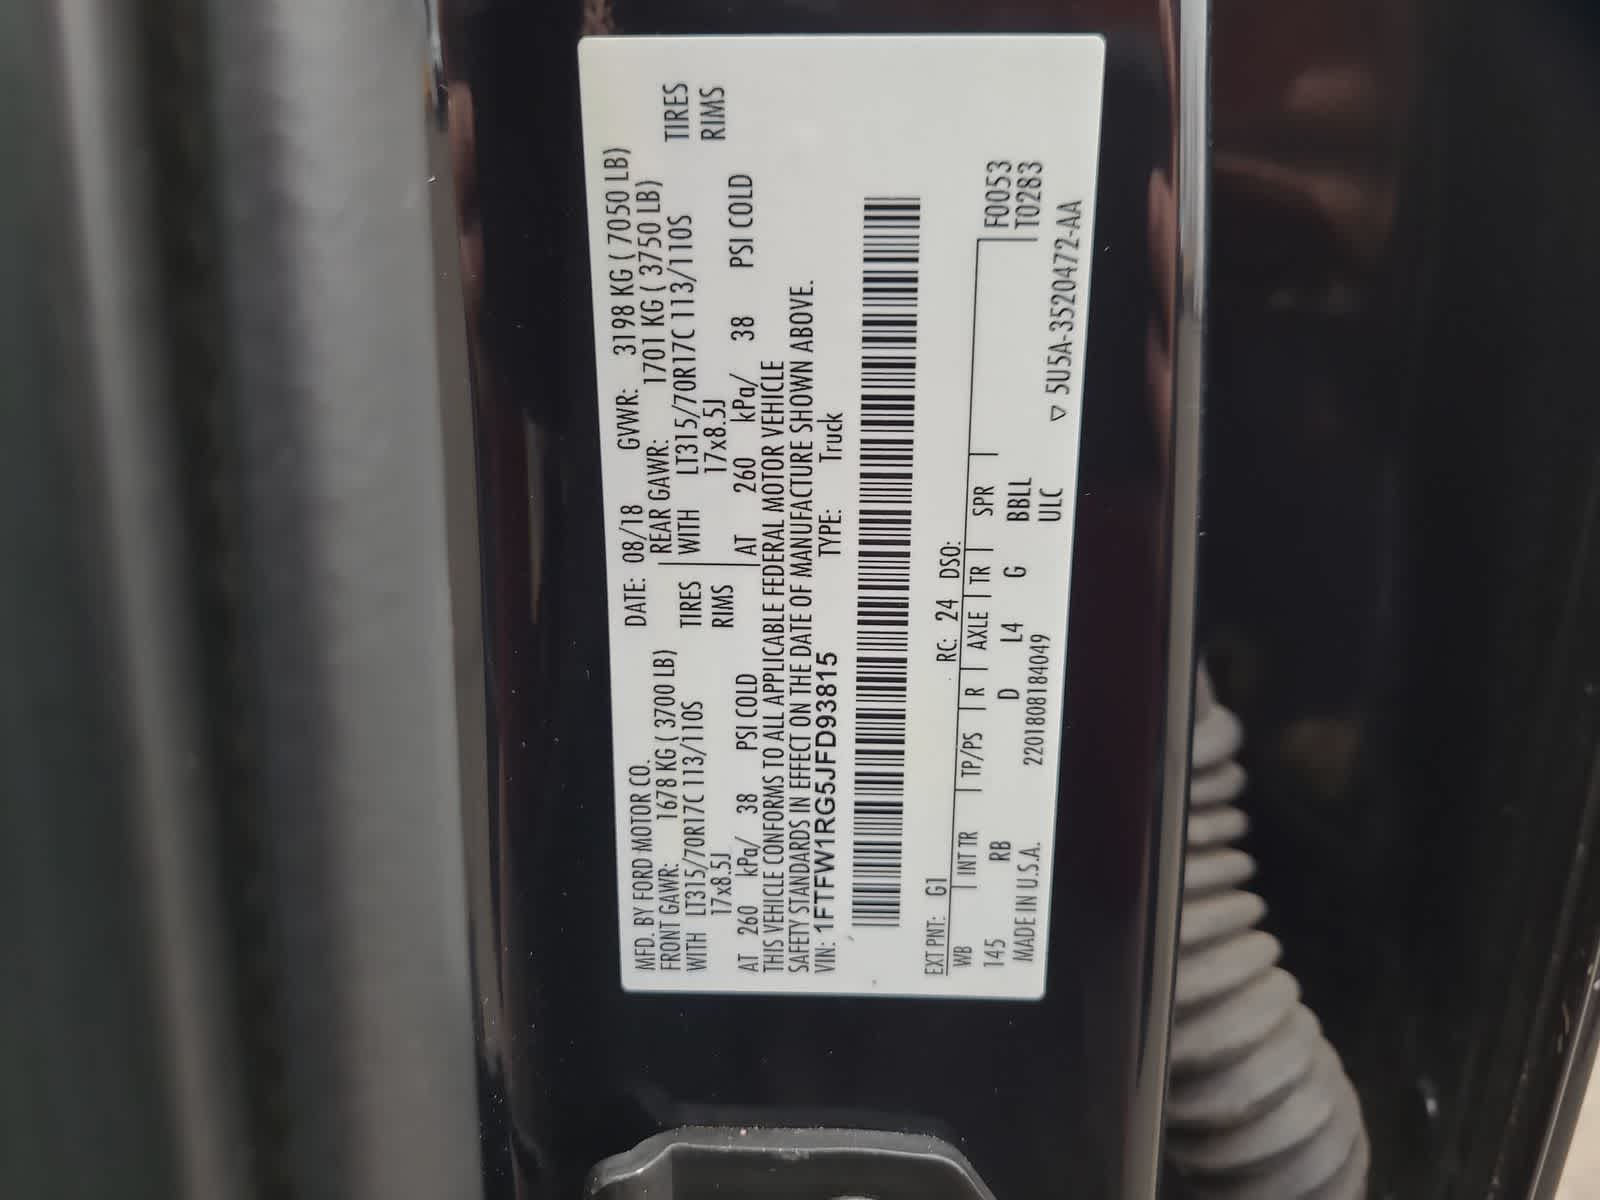 MFD. BY FORD MOTOR CO. DATE: 08/18 GVWR: 3198 KG ( 7050 LB)
FRONT GAWR: 1678 KG ( 3700 LB) REAR GAWR: 1701 KG ( 3750 LB)
WITH LT315/70R17C 113/110S TIRES WITH LT315/70R17C 113/110S TIRES
17x8.5J RIMS 17x8.5J RIMS
AT 260 kPa/ 38 PSI COLD AT 260 kPa/ 38 PSI COLD
THIS VEHICLE CONFORMS TO ALL APPLICABLE FEDERAL MOTOR VEHICLE
SAFETY STANDARDS IN EFFECT ON THE DATE OF MANUFACTURE SHOWN ABOVE.
VIN: 1FTFW1RG5JFD93815 TYPE: Truck
EXT PNT: G1 RC: 24 DSO:
WB INT TR TP/PS R AXLE TR SPR F0053
145 RB D L4 G BBLL T0283
MADE IN U.S.A. 2201808184049 ULC
▽ 5U5A-3520472-AA